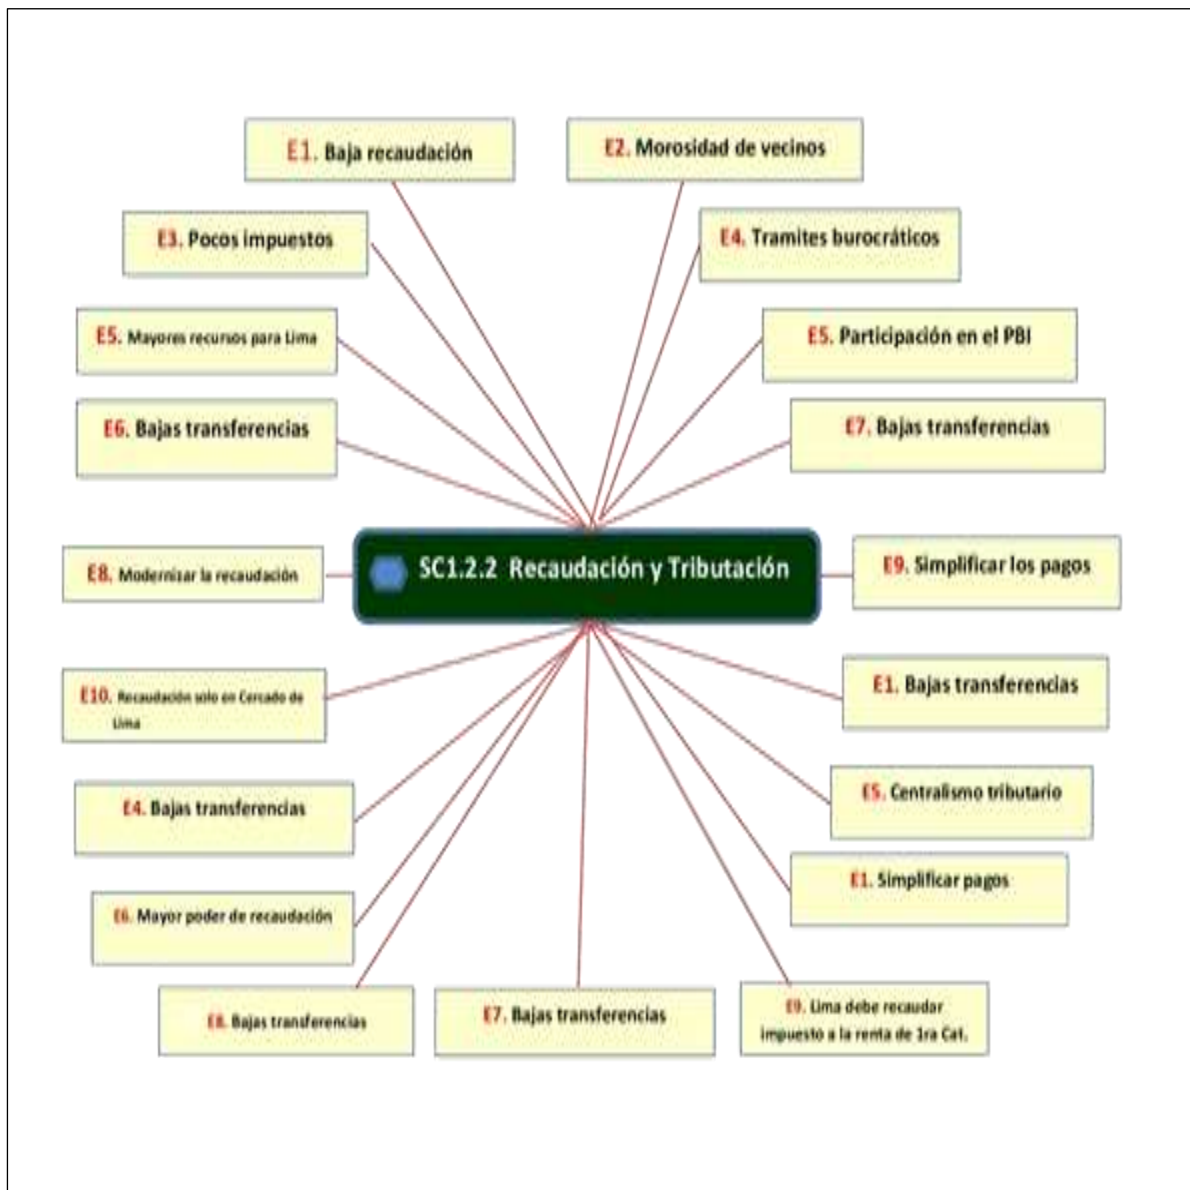 E1. Baja recaudación
E2. Morosidad de vecinos
E3. Pocos impuestos
E4. Tramites burocráticos
E5. Mayores recursos para Lima
E5. Participación en el PBI
E6. Bajas transferencias
E7. Bajas transferencias
E8. Modernizar la recaudación
SC1.2.2 Recaudación y Tributación
E9. Simplificar los pagos
E10. Recaudación solo en Cercado de
Lima
E1. Bajas transferencias
E4. Bajas transferencias
E5. Centralismo tributario
E6. Mayor poder de recaudación
E1. Simplificar pagos
E8. Bajas transferencias
E7. Bajas transferencias
E9. Lima debe recaudar
impuesto a la renta de 1ra Cat.